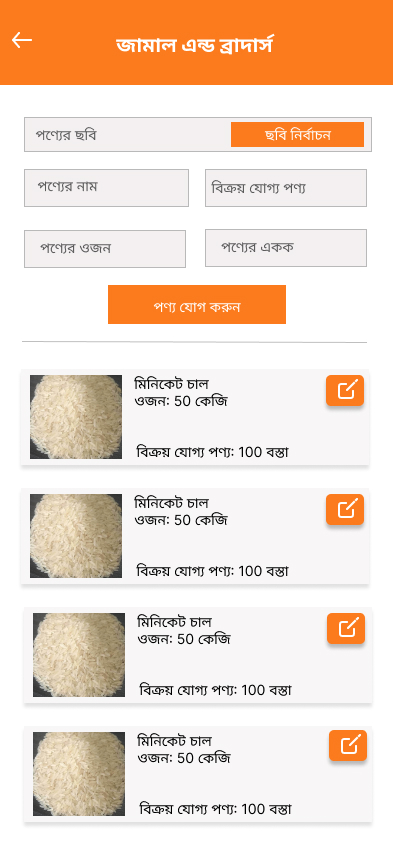 জামাল এন্ড ব্রাদার্স
পণ্যের ছবি
ছবি নির্বাচন
পণ্যের নাম
বিক্রয় যোগ্য পণ্য
পণ্যের ওজন
পণ্যের একক
পণ্য যোগ করুন
মিনিকেট চাল
ওজন: 50 কেজি
বিক্রয় যোগ্য পণ্য: 100 বস্তা
মিনিকেট চাল
ওজন: 50 কেজি
বিক্রয় যোগ্য পণ্য: 100 বস্তা
মিনিকেট চাল
ওজন: 50 কেজি
বিক্রয় যোগ্য পণ্য: 100 বস্তা
মিনিকেট চাল
ওজন: 50 কেজি
বিক্রয় যোগ্য পণ্য: 100 বস্তা